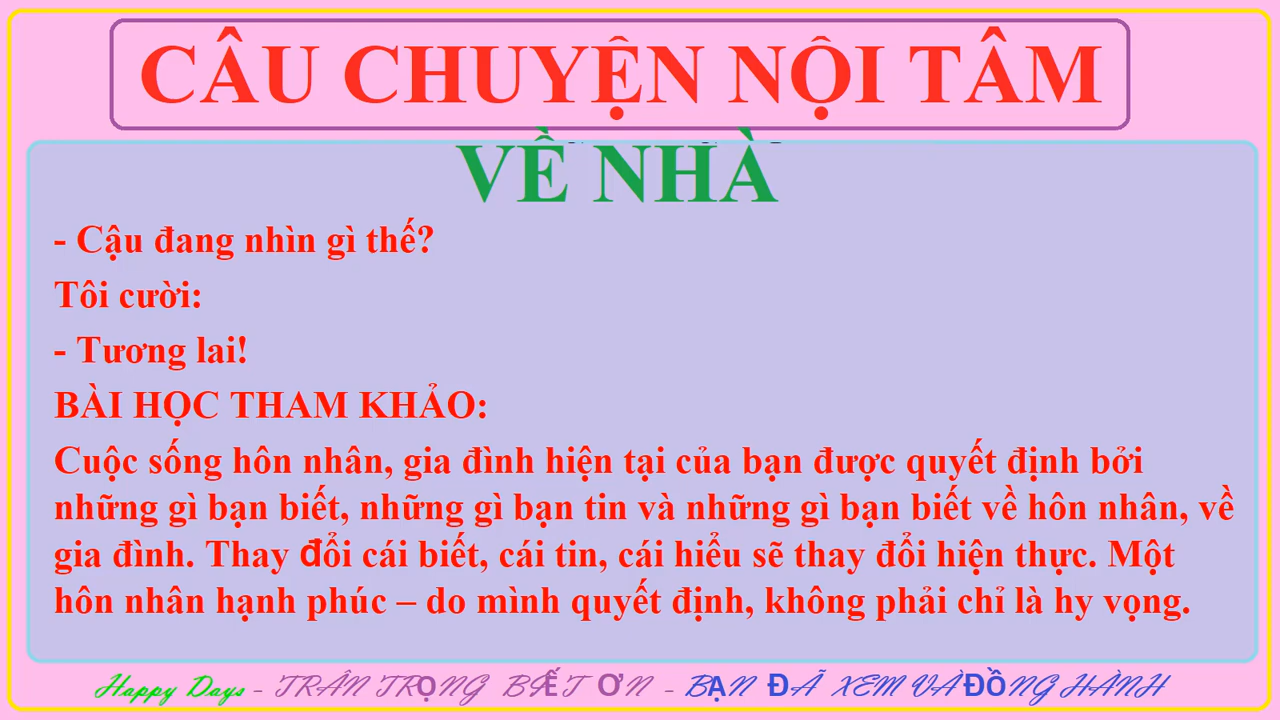 CÂU CHUYỆN NỘI TÂM
VỀ NHÀ
- Cậu đang nhìn gì thế?
Tôi cười:
- Tương lai!
BÀI HỌC THAM KHẢO:
Cuộc sống hôn nhân, gia đình hiện tại của bạn được quyết định bởi
những gì bạn biết, những gì bạn tin và những gì bạn biết về hôn nhân, về
gia đình. Thay đổi cái biết, cái tin, cái hiểu sẽ thay đổi hiện thực. Một
hôn nhân hạnh phúc – do mình quyết định, không phải chỉ là hy vọng.
Happy Days - TRÂN TRỌNG BIẾT ƠN - BẠN ĐÃ XEM VÀ ĐỒNG HÀNH